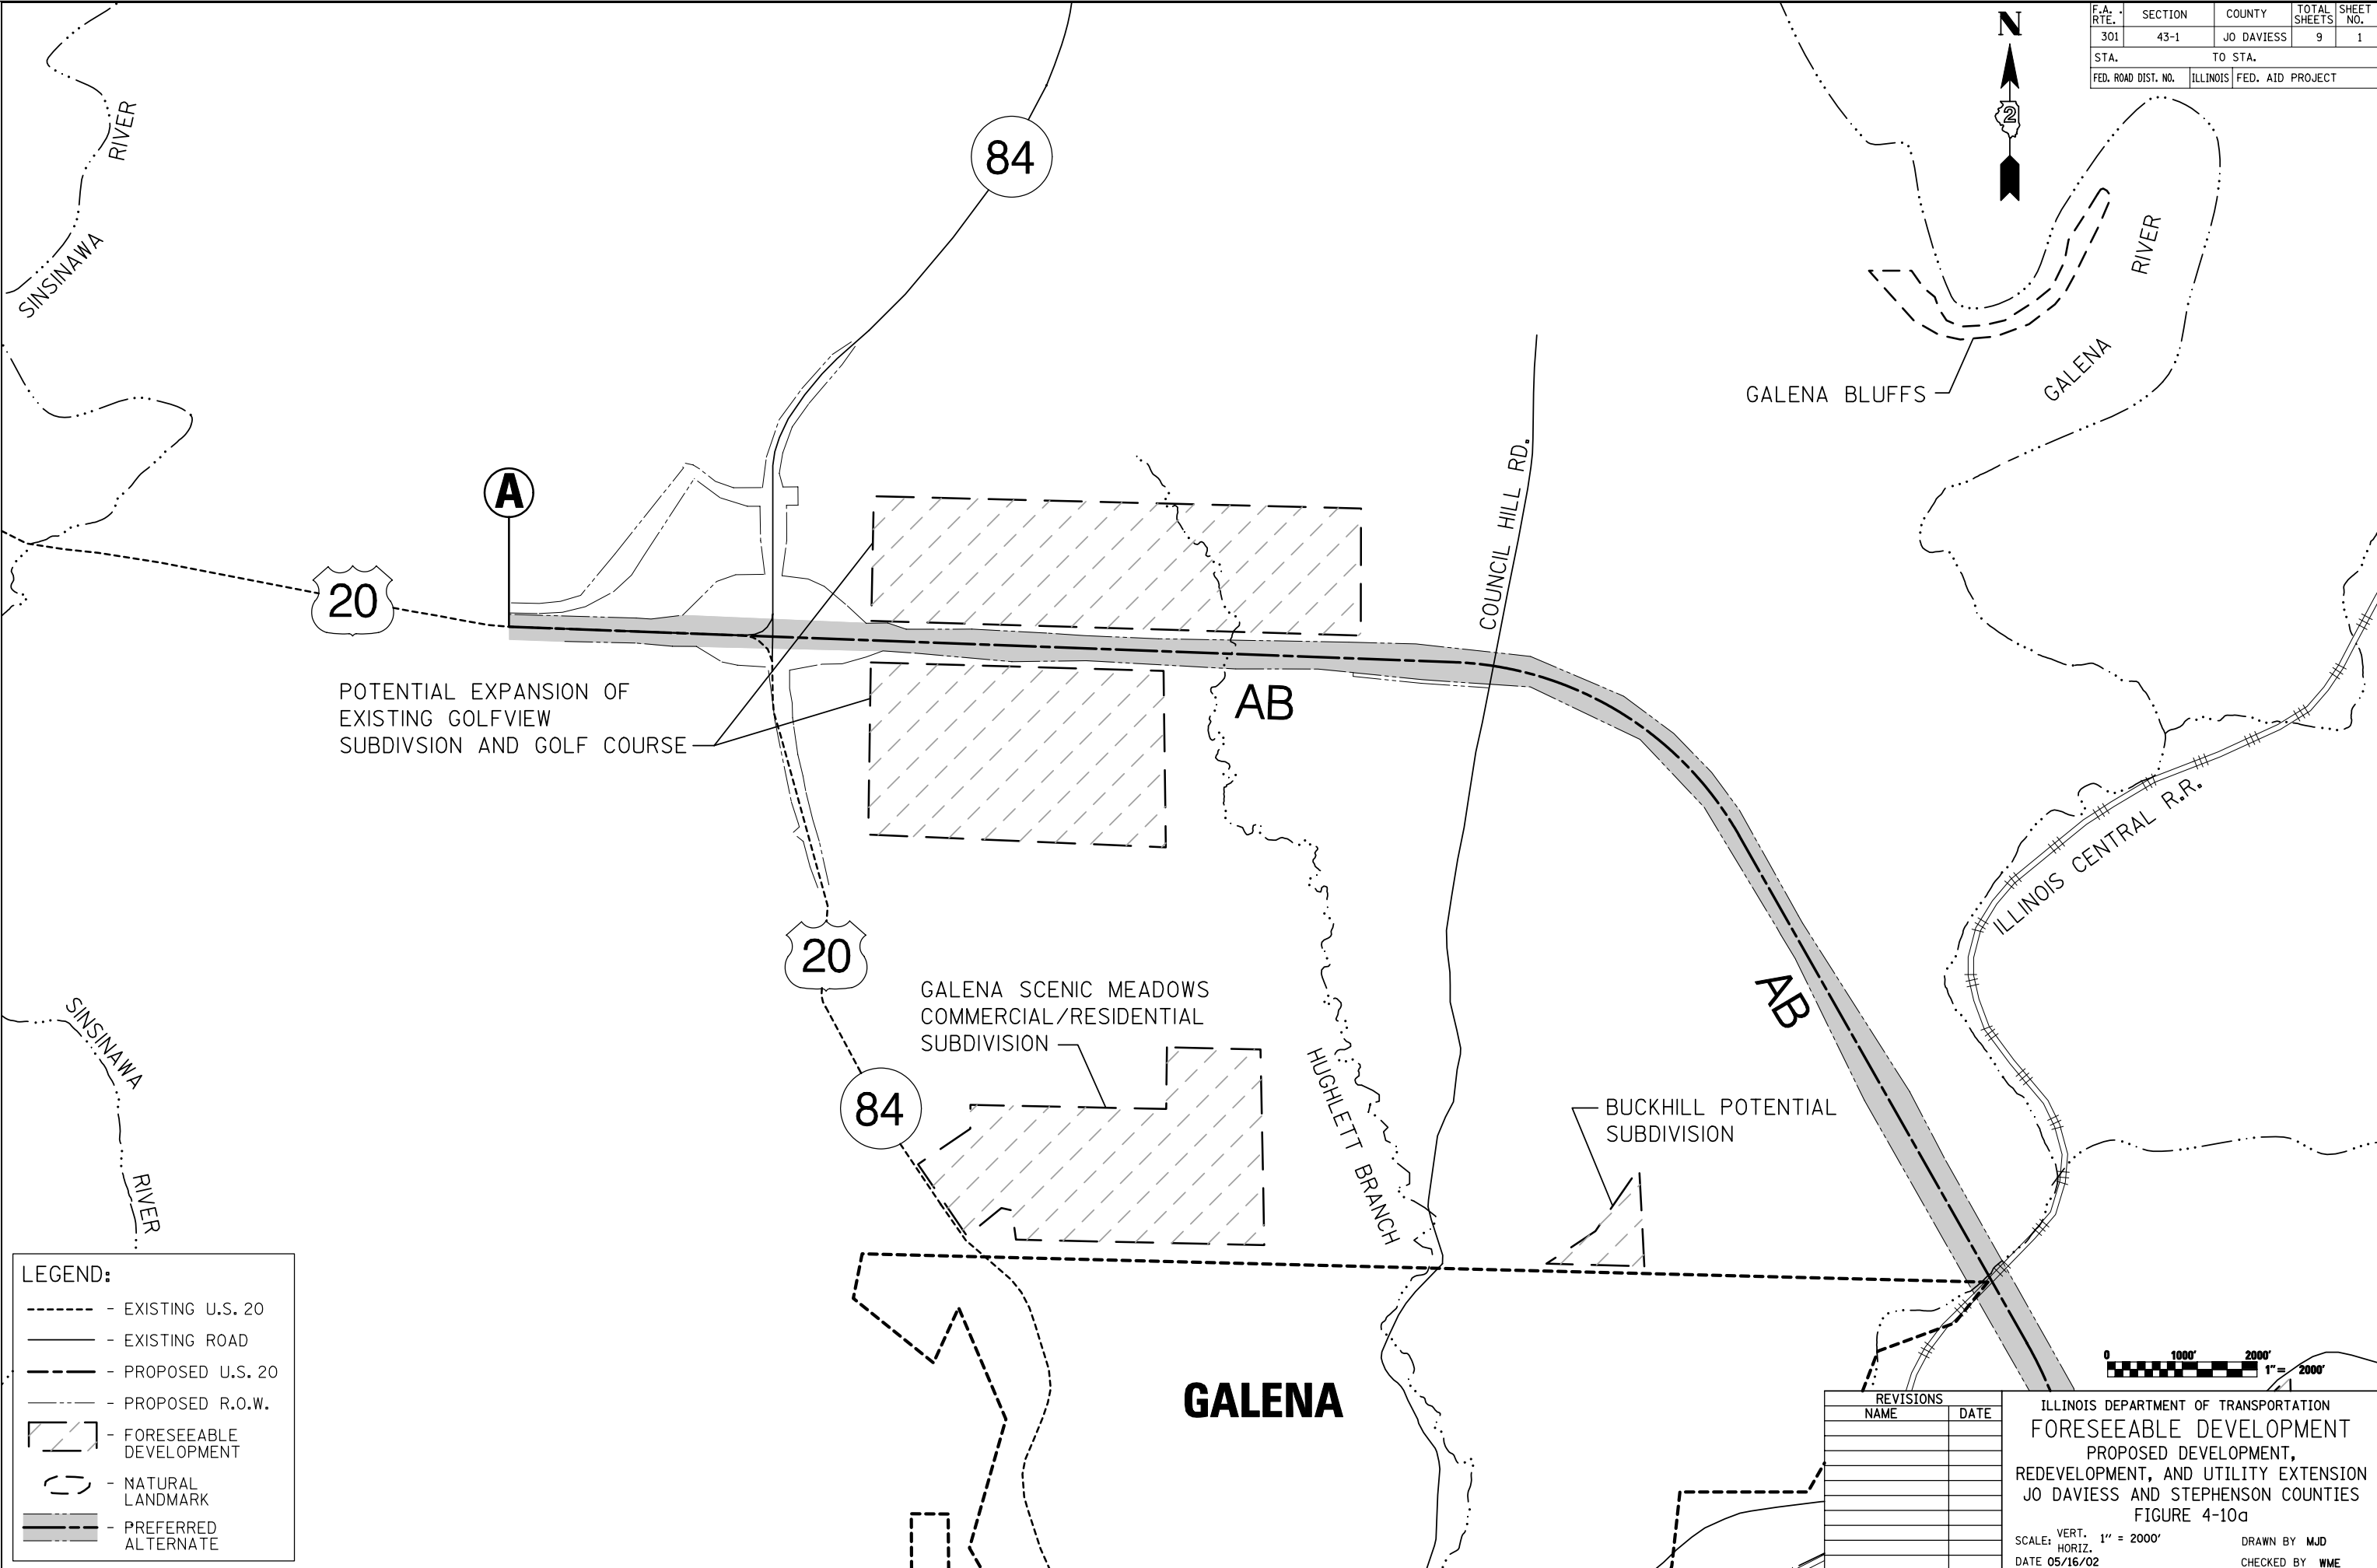 F.A. RTE. SECTION COUNTY TOTAL SHEETS SHEET NO.
301 43-1 JO DAVIESS 9 1
STA. TO STA.
FED. ROAD DIST. NO. ILLINOIS FED. AID PROJECT
N
2
RIVER
SINSINAWA
84
RIVER
GALENA
GALENA BLUFFS
COUNCIL HILL RD.
A
20
POTENTIAL EXPANSION OF
EXISTING GOLFVIEW
SUBDIVSION AND GOLF COURSE
AB
ILLINOIS CENTRAL R.R.
20
AB
GALENA SCENIC MEADOWS
COMMERCIAL/RESIDENTIAL
SUBDIVISION
SINSINAWA
RIVER
84
HUGHLETT BRANCH
BUCKHILL POTENTIAL
SUBDIVISION
GALENA
LEGEND:
- EXISTING U.S. 20
- EXISTING ROAD
- PROPOSED U.S. 20
- PROPOSED R.O.W.
- FORESEEABLE
DEVELOPMENT
- NATURAL
LANDMARK
- PREFERRED
ALTERNATE
0 1000' 2000'
1"= 2000'
REVISIONS
NAME DATE
ILLINOIS DEPARTMENT OF TRANSPORTATION
FORESEEABLE DEVELOPMENT
PROPOSED DEVELOPMENT,
REDEVELOPMENT, AND UTILITY EXTENSION
JO DAVIESS AND STEPHENSON COUNTIES
FIGURE 4-10a
SCALE: VERT. HORIZ. 1" = 2000' DRAWN BY MJD
DATE 05/16/02 CHECKED BY WME